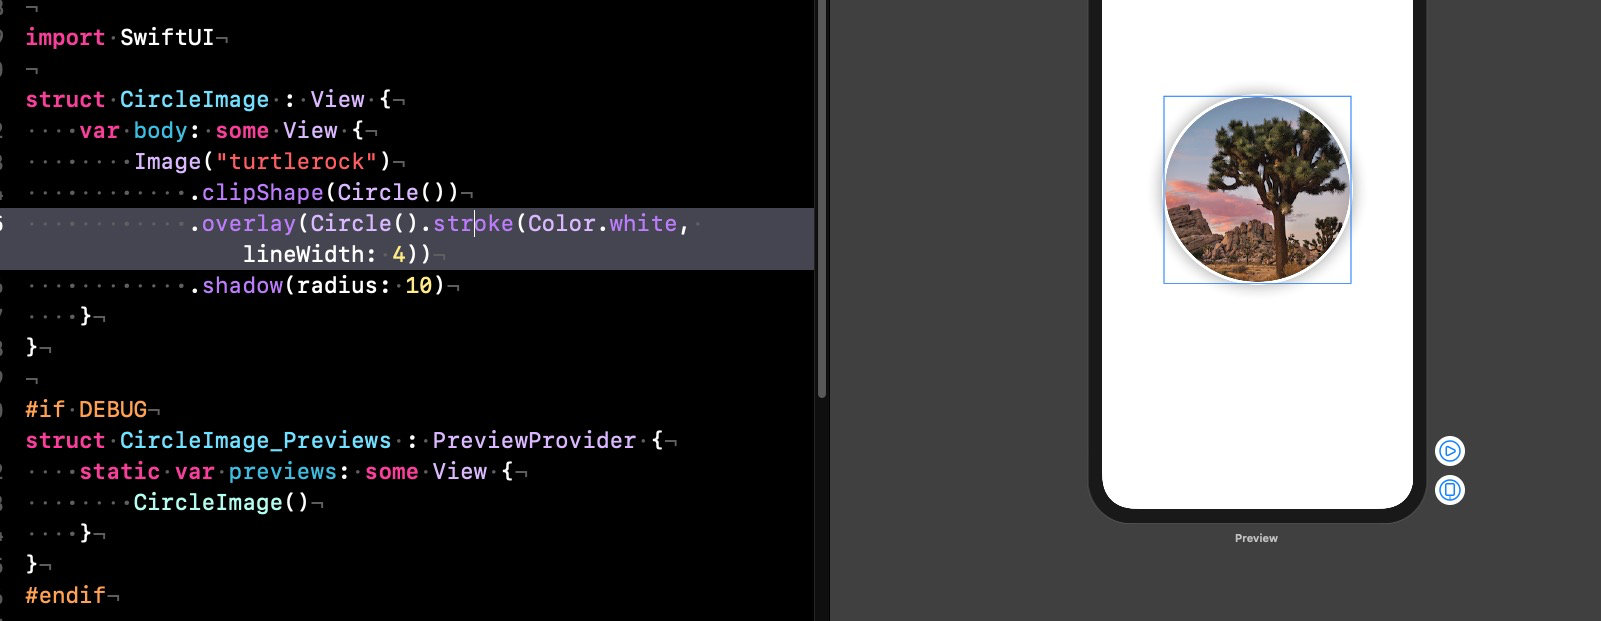 import SwiftUI
struct CircleImage : View {
var body: some View {
Image("turtlerock")
.clipShape(Circle())
.overlay(Circle().stroke(Color.white,
lineWidth: 4))
.shadow(radius: 10)
}
}
#if DEBUG
struct CircleImage_Previews : PreviewProvider {
static var previews: some View {
CircleImage()
}
}
#endif
Preview